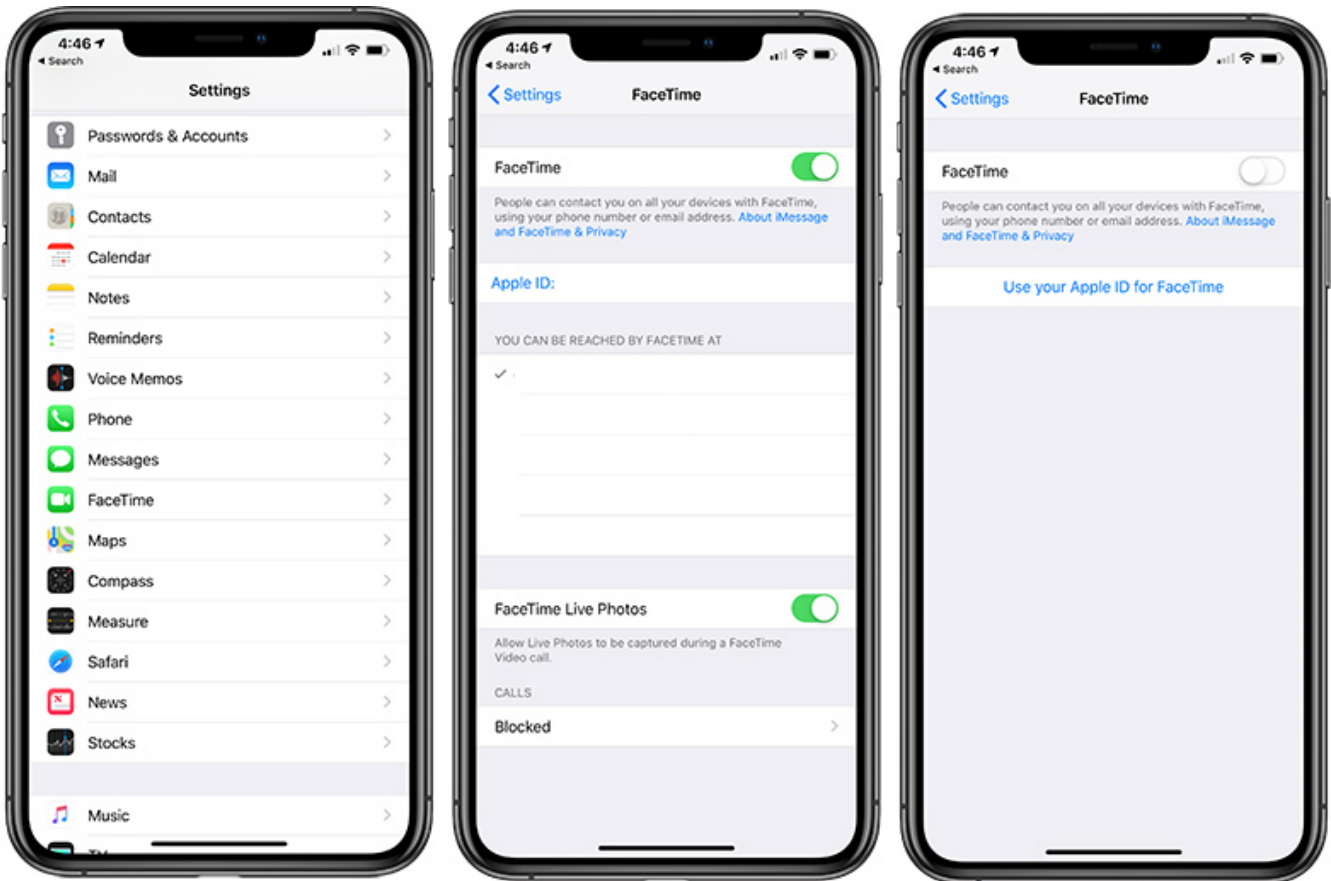 4:46
Search
Settings
Passwords & Accounts
Mail
Contacts
Calendar
Notes
Reminders
Voice Memos
Phone
Messages
FaceTime
Maps
Compass
Measure
Safari
News
Stocks
Music
4:46
Search
Settings
FaceTime
FaceTime
People can contact you on all your devices with FaceTime,
using your phone number or email address. About iMessage
and FaceTime & Privacy
Apple ID:
YOU CAN BE REACHED BY FACETIME AT
FaceTime Live Photos
Allow Live Photos to be captured during a FaceTime
Video call.
CALLS
Blocked
4:46
Search
Settings
FaceTime
FaceTime
People can contact you on all your devices with FaceTime,
using your phone number or email address. About iMessage
and FaceTime & Privacy
Use your Apple ID for FaceTime